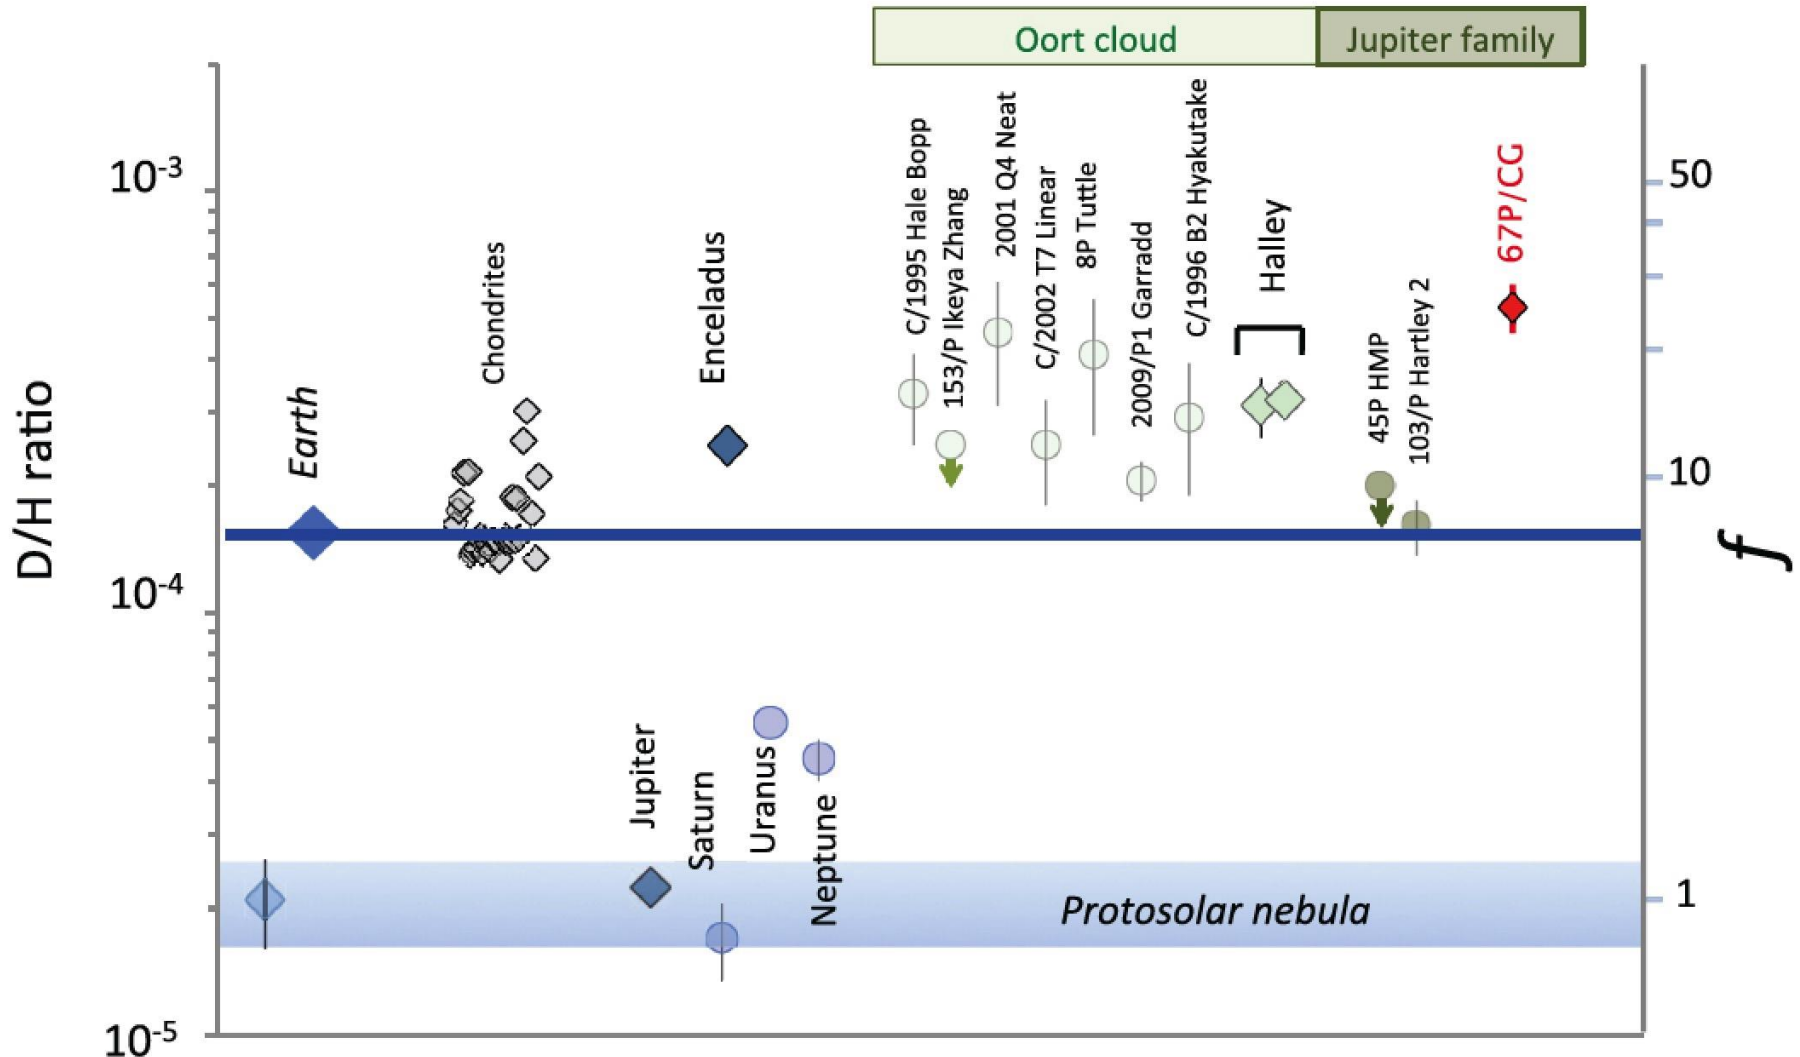 Oort cloud
Jupiter family
10-3
10-4
10-5
D/H ratio
Earth
Chondrites
Enceladus
C/1995 Hale Bopp
153/P Ikeya Zhang
2001 Q4 Neat
C/2002 T7 Linear
8P Tuttle
2009/P1 Garradd
C/1996 B2 Hyakutake
Halley
45P HMP
103/P Hartley 2
67P/CG
Jupiter
Saturn
Uranus
Neptune
Protosolar nebula
50
10
1
f